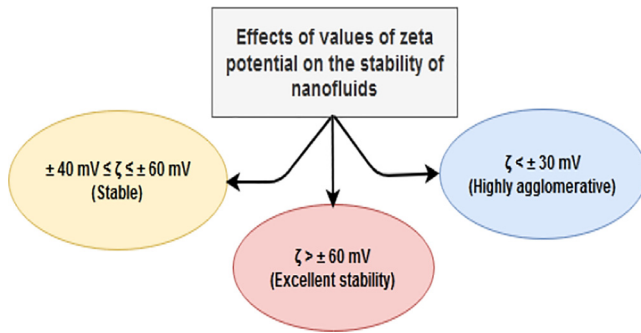 Effects of values of zeta
potential on the stability of
nanofluids
± 40 mV ≤ ζ ≤ ± 60 mV
(Stable)
ζ < ± 30 mV
(Highly agglomerative)
ζ > ± 60 mV
(Excellent stability)